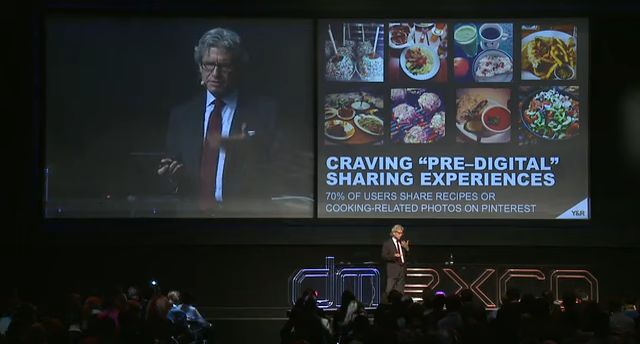 CRAVING “PRE–DIGITAL”
SHARING EXPERIENCES
70% OF USERS SHARE RECIPES OR
COOKING-RELATED PHOTOS ON PINTEREST
Y&R
dmexco